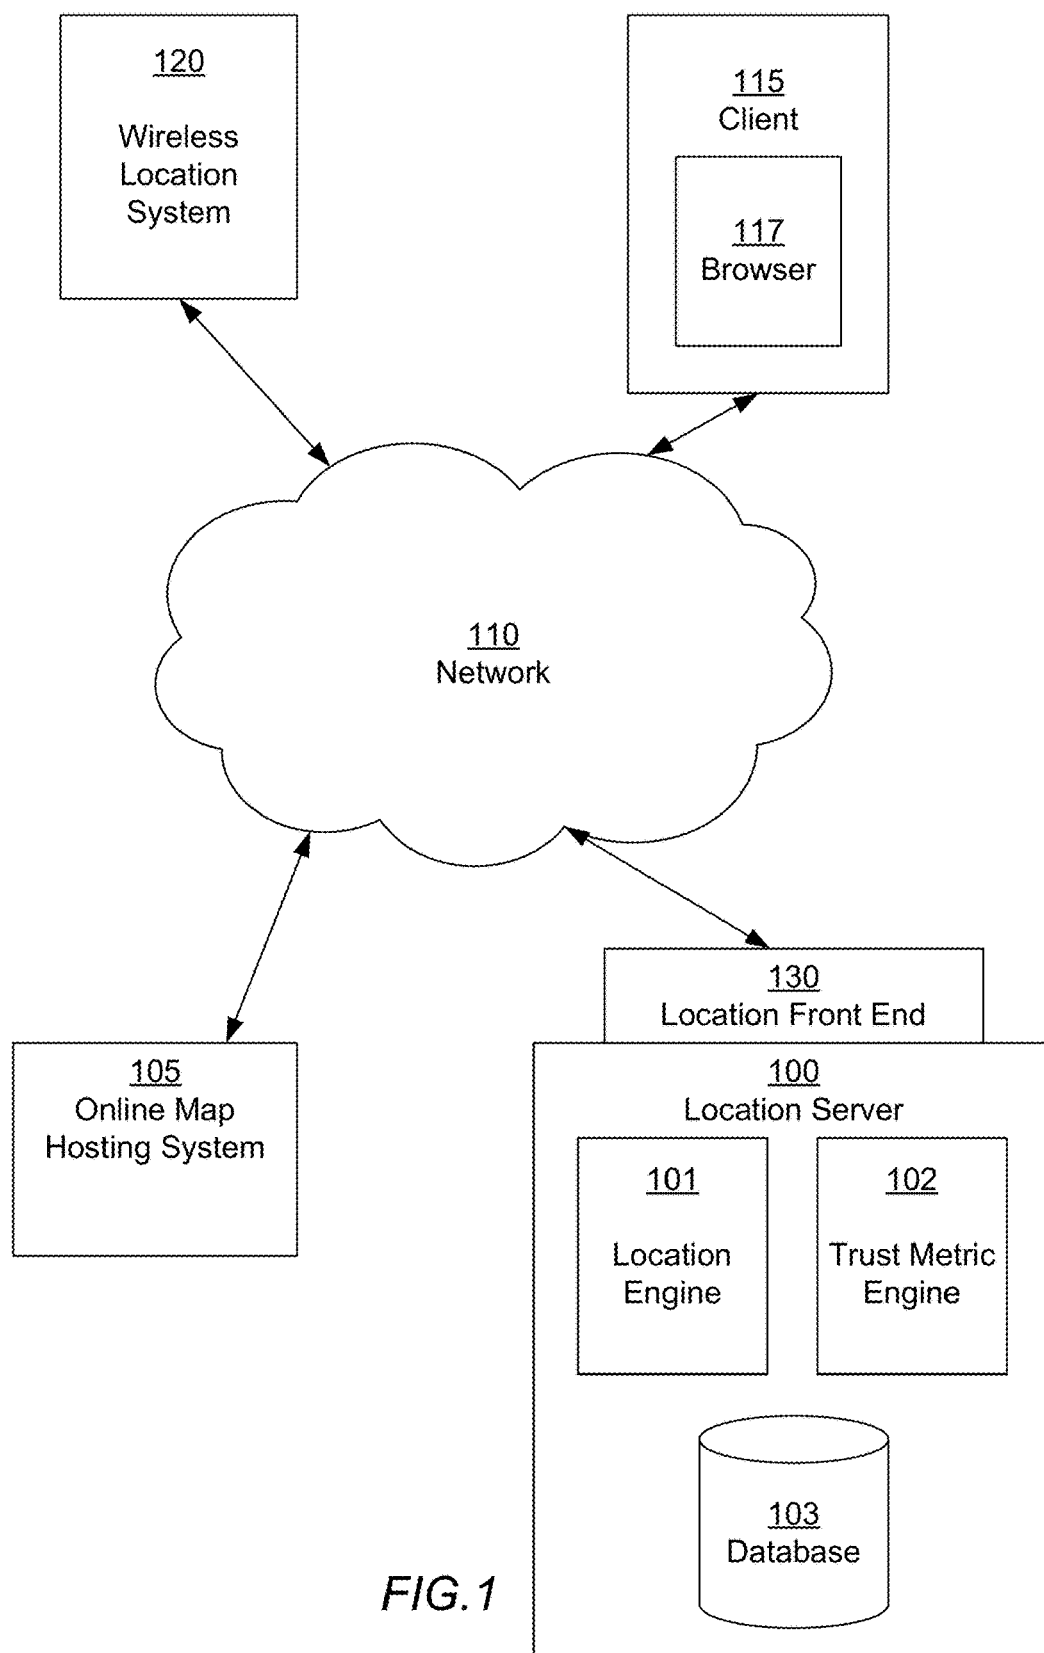 120
Wireless
Location
System
115
Client
117
Browser
110
Network
130
Location Front End
105
Online Map
Hosting System
100
Location Server
101
Location
Engine
102
Trust Metric
Engine
103
Database
FIG.1